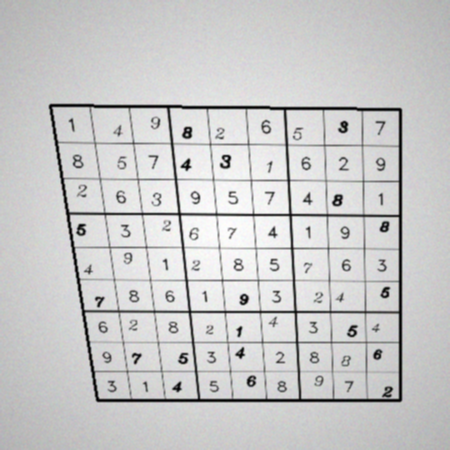 1 4 9 8 2 6 5 3 7
8 5 7 4 3 1 6 2 9
2 6 3 9 5 7 4 8 1
5 3 2 6 7 4 1 9 8
4 9 1 2 8 5 7 6 3
7 8 6 1 9 3 2 4 5
6 2 8 2 1 4 3 5 4
9 7 5 3 4 2 8 8 6
3 1 4 5 6 8 9 7 2